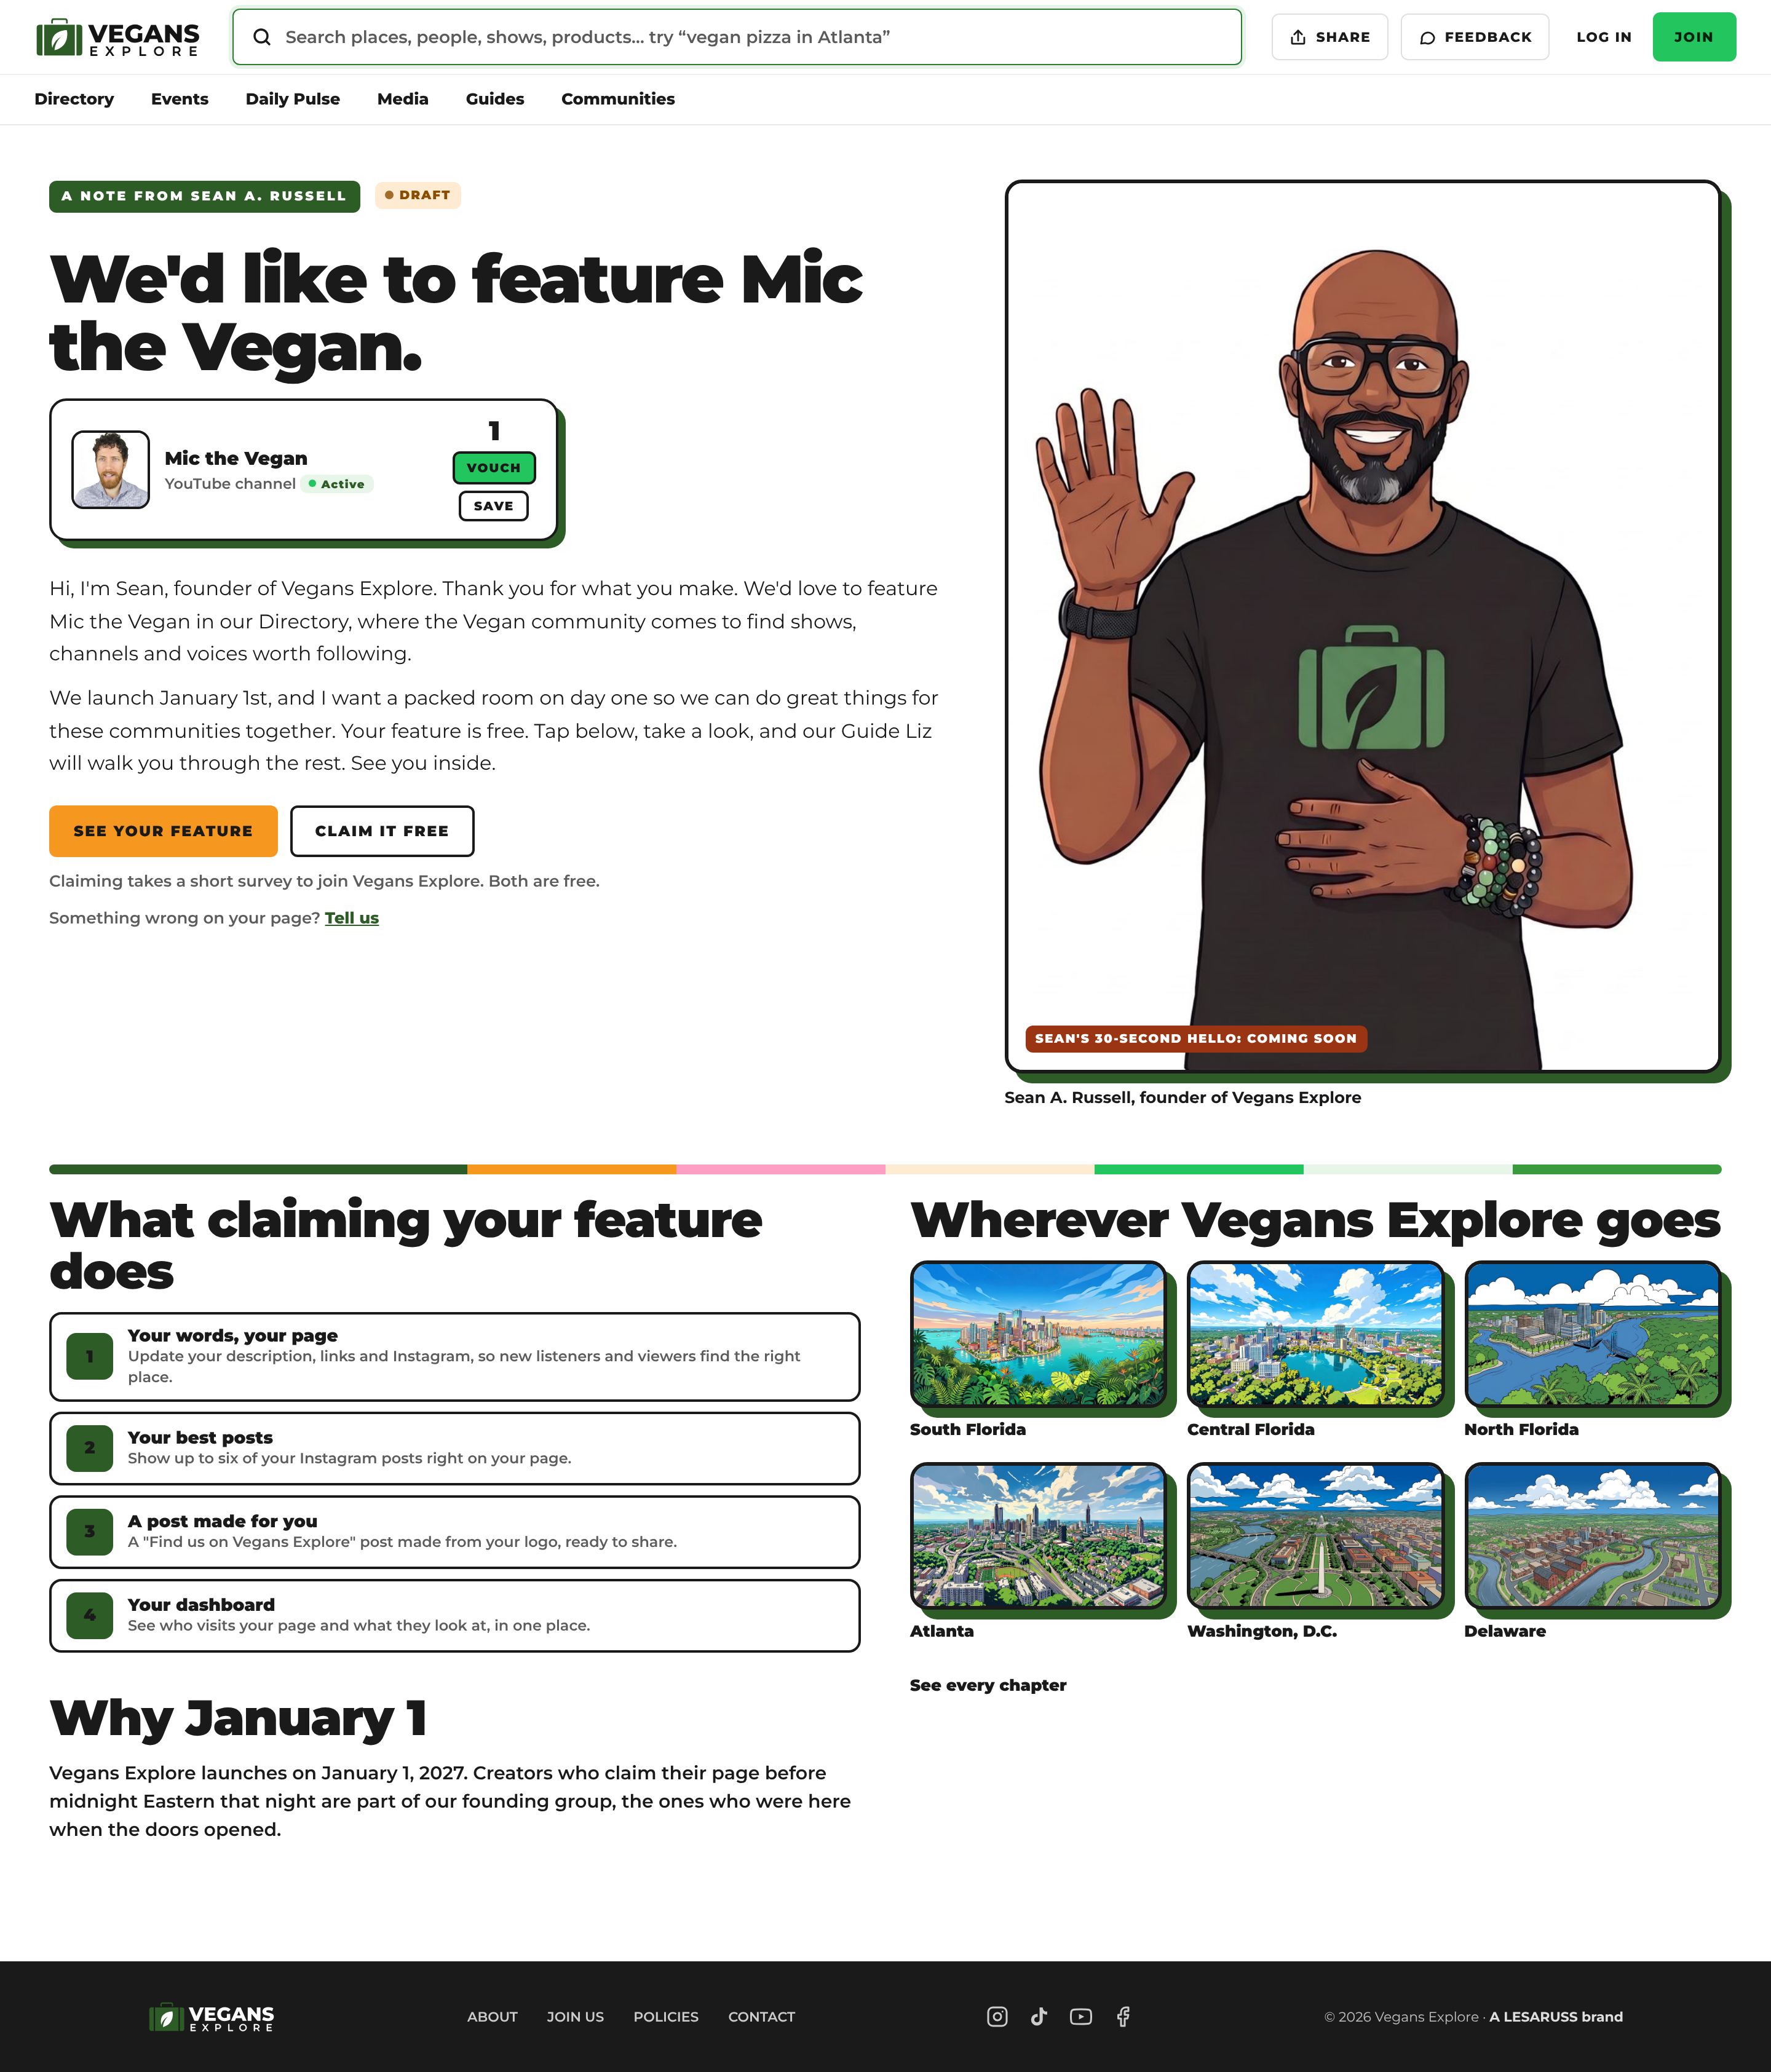 VEGANS
EXPLORE
Search places, people, shows, products... try “vegan pizza in Atlanta”
SHARE
FEEDBACK
LOG IN
JOIN
Directory
Events
Daily Pulse
Media
Guides
Communities
A NOTE FROM SEAN A. RUSSELL
DRAFT
We'd like to feature Mic
the Vegan.
Mic the Vegan
YouTube channel
Active
1
VOUCH
SAVE
Hi, I'm Sean, founder of Vegans Explore. Thank you for what you make. We'd love to feature
Mic the Vegan in our Directory, where the Vegan community comes to find shows,
channels and voices worth following.
We launch January 1st, and I want a packed room on day one so we can do great things for
these communities together. Your feature is free. Tap below, take a look, and our Guide Liz
will walk you through the rest. See you inside.
SEE YOUR FEATURE
CLAIM IT FREE
Claiming takes a short survey to join Vegans Explore. Both are free.
Something wrong on your page? Tell us
SEAN'S 30-SECOND HELLO: COMING SOON
Sean A. Russell, founder of Vegans Explore
What claiming your feature
does
1
Your words, your page
Update your description, links and Instagram, so new listeners and viewers find the right
place.
2
Your best posts
Show up to six of your Instagram posts right on your page.
3
A post made for you
A "Find us on Vegans Explore" post made from your logo, ready to share.
4
Your dashboard
See who visits your page and what they look at, in one place.
Why January 1
Vegans Explore launches on January 1, 2027. Creators who claim their page before
midnight Eastern that night are part of our founding group, the ones who were here
when the doors opened.
Wherever Vegans Explore goes
South Florida
Central Florida
North Florida
Atlanta
Washington, D.C.
Delaware
See every chapter
VEGANS
EXPLORE
ABOUT
JOIN US
POLICIES
CONTACT
© 2026 Vegans Explore · A LESARUSS brand